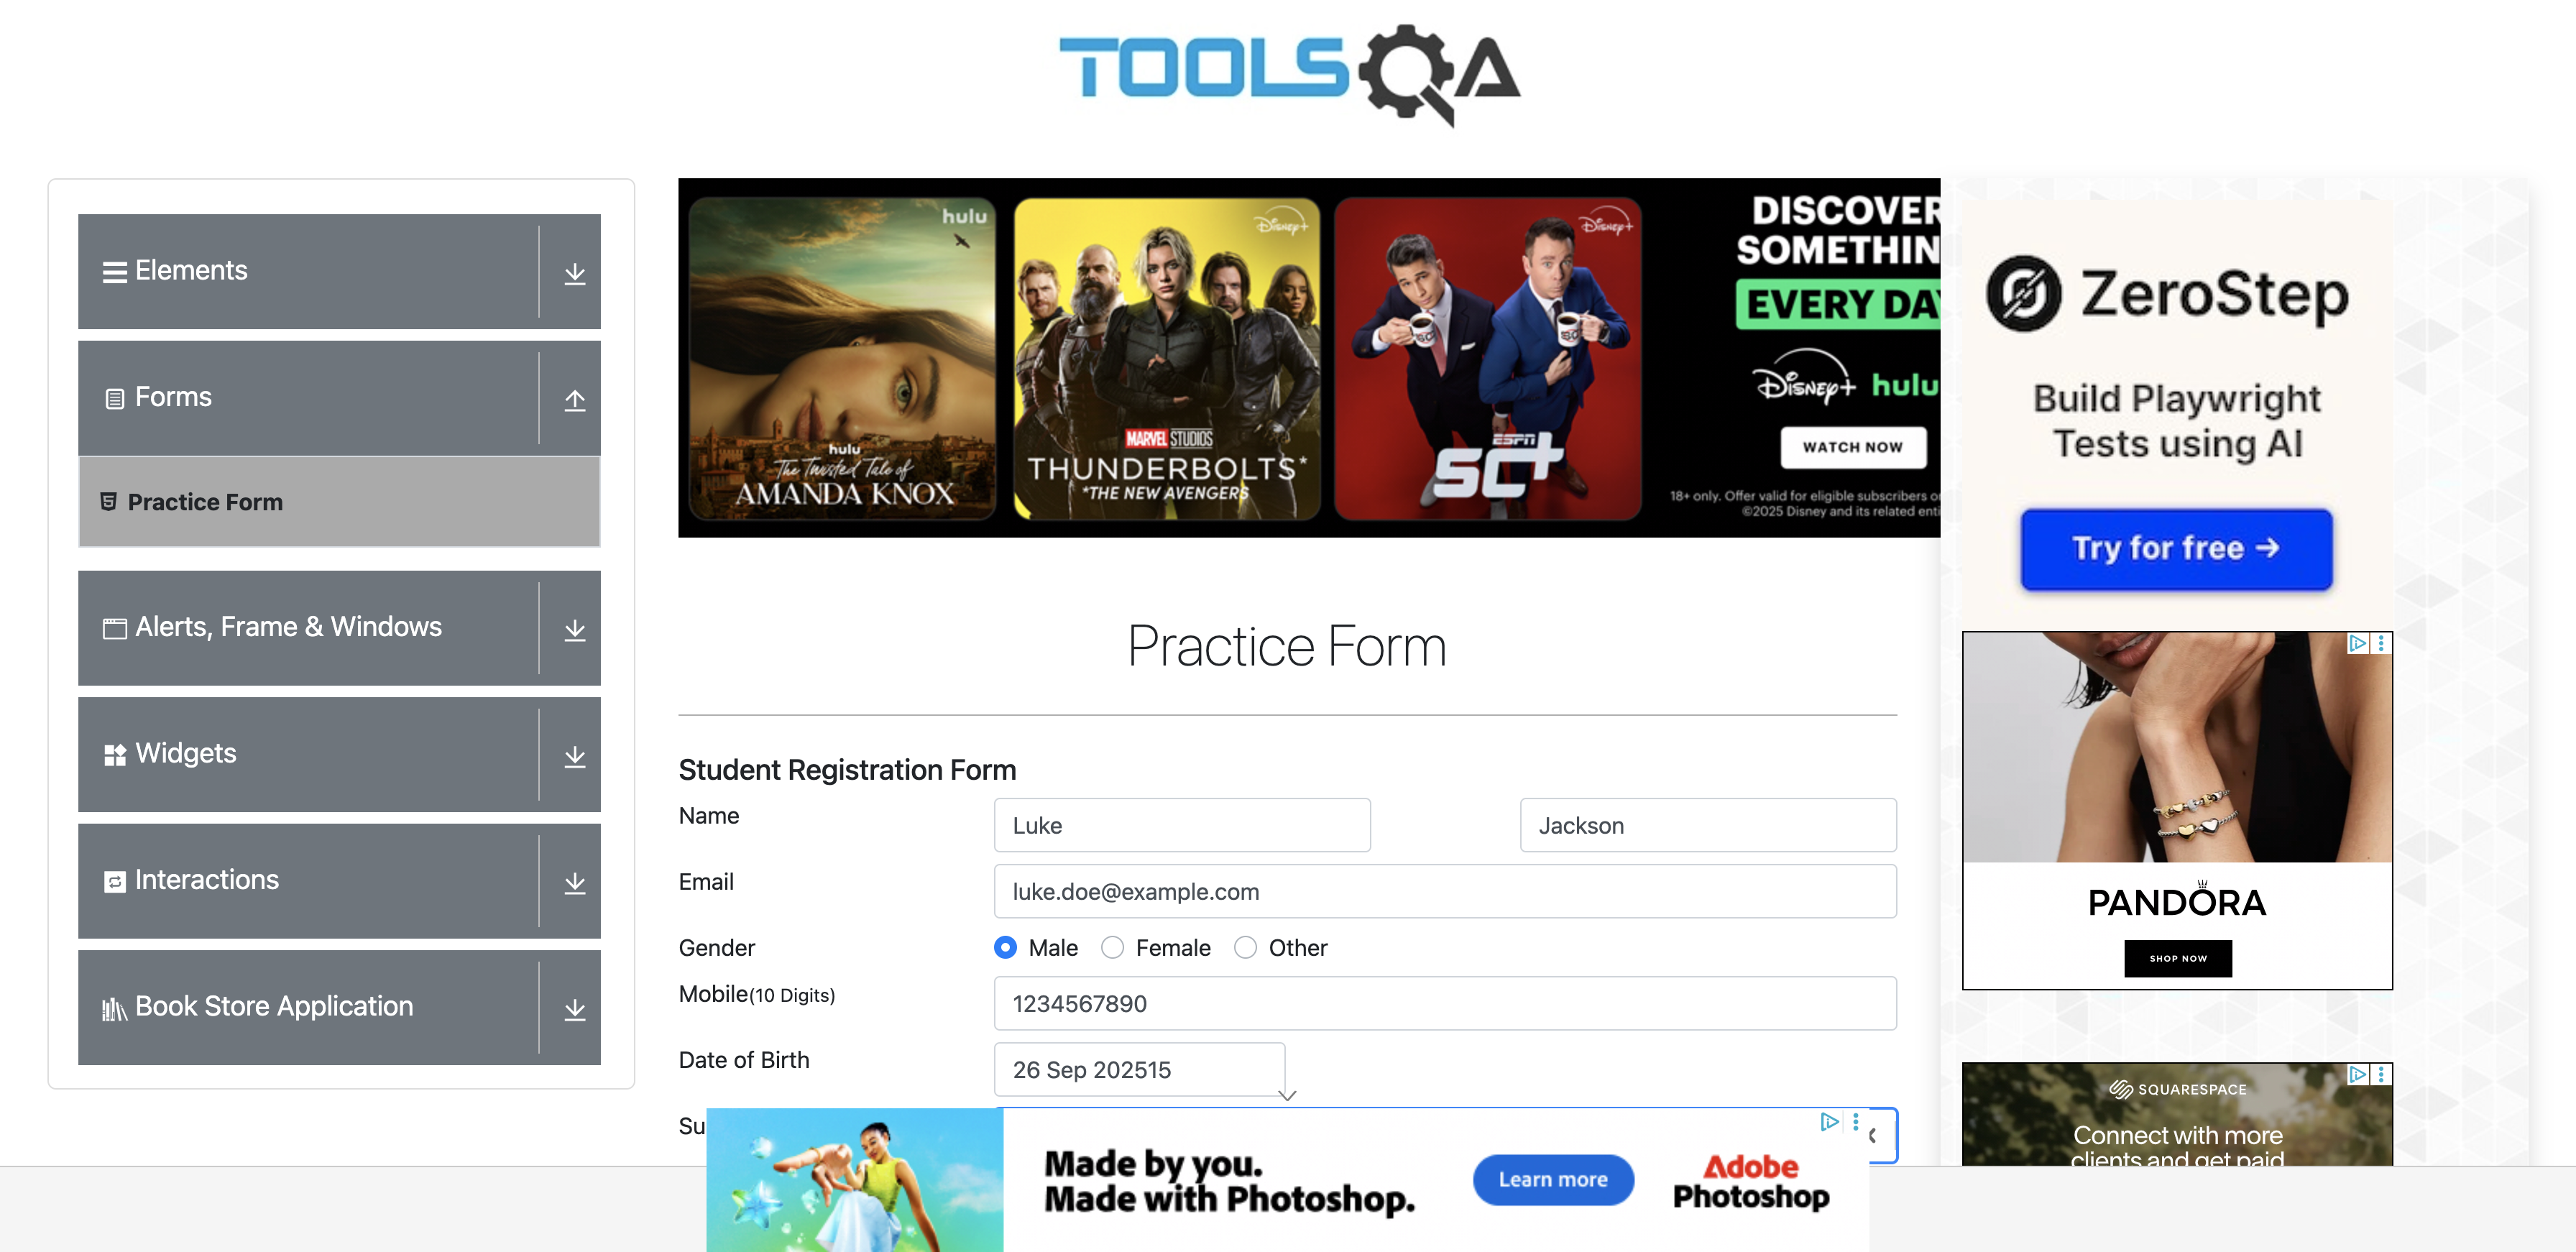 TOOLSQA
Elements
Forms
Practice Form
Alerts, Frame & Windows
Widgets
Interactions
Book Store Application
hulu
hulu
The Twisted Tale of
AMANDA KNOX
Disney+
MARVEL STUDIOS
THUNDERBOLTS*
*THE NEW AVENGERS
Disney+
ESPN
SC+
DISCOVER
SOMETHIN
EVERY DA
Disney+ hulu
WATCH NOW
18+ only. Offer valid for eligible subscribers o
©2025 Disney and its related enti
Practice Form
Student Registration Form
Name
Luke
Jackson
Email
luke.doe@example.com
Gender
Male
Female
Other
Mobile(10 Digits)
1234567890
Date of Birth
26 Sep 202515
Su
Made by you.
Made with Photoshop.
Learn more
Adobe
Photoshop
ZeroStep
Build Playwright
Tests using AI
Try for free →
PANDORA
SHOP NOW
SQUARESPACE
Connect with more
clients and get paid